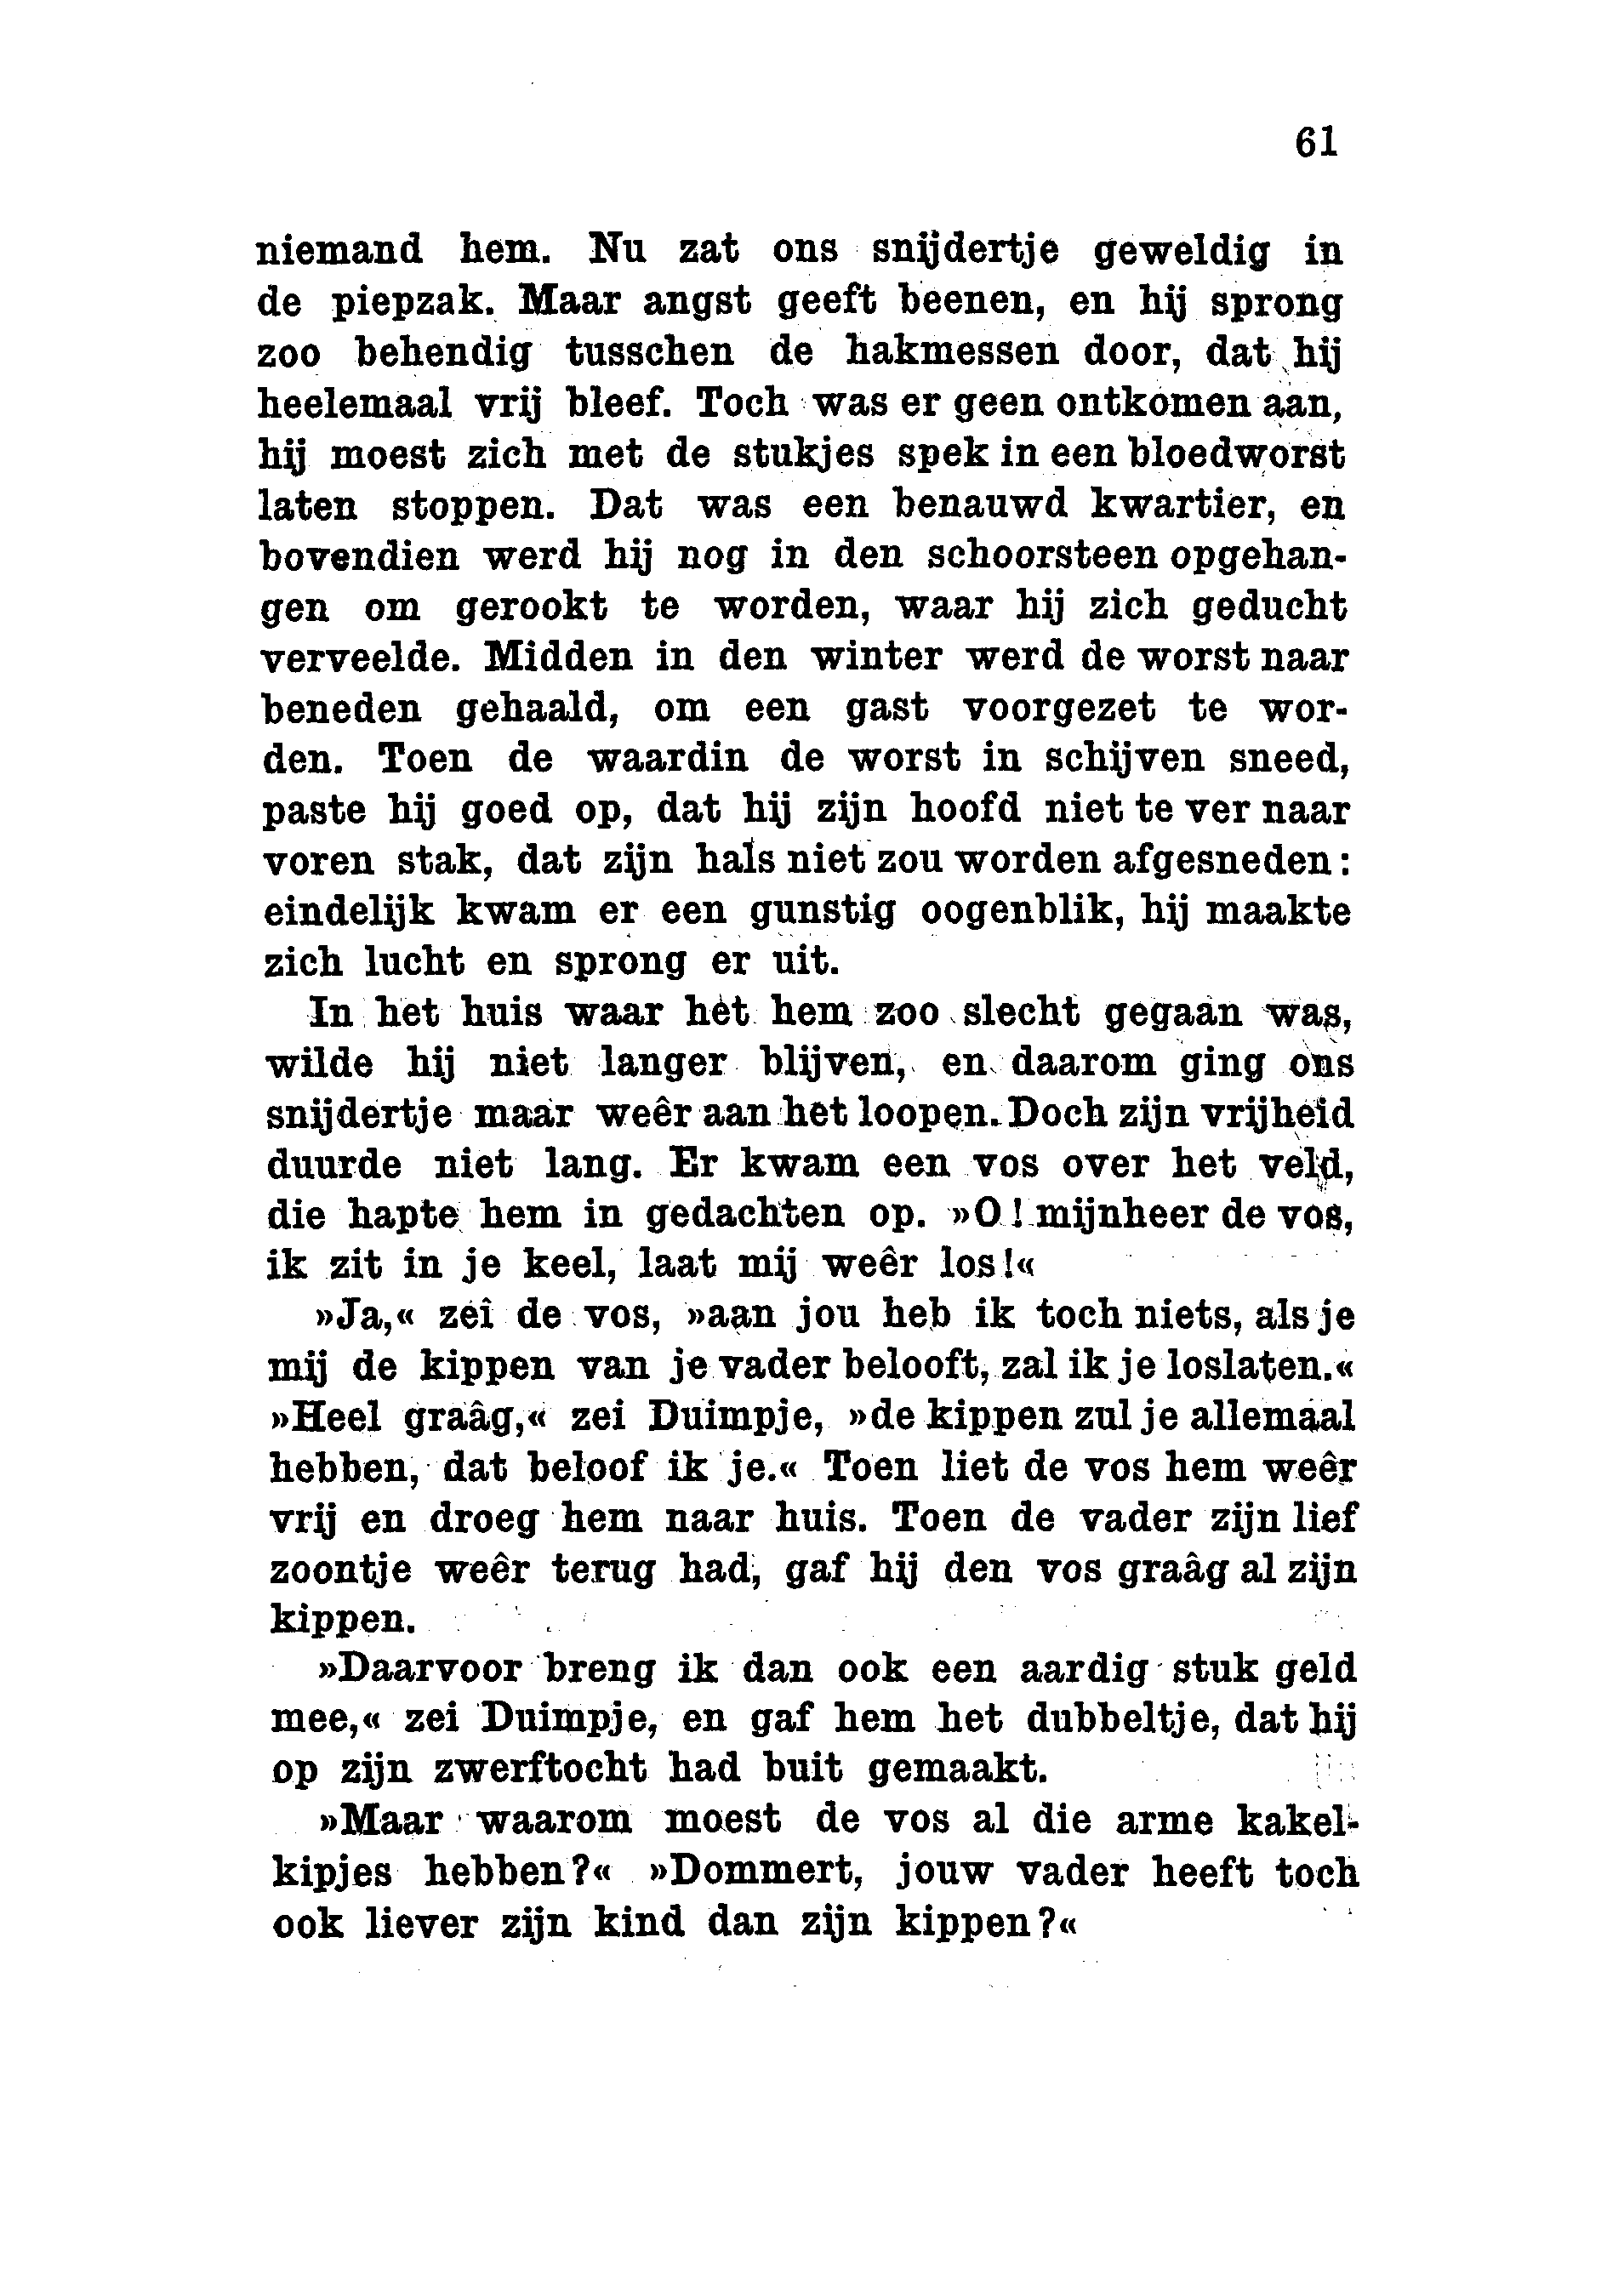 61
niemand hem. Nu zat ons snijdertje geweldig in
de piepzak. Maar angst geeft beenen, en hij sprong
zoo behendig tusschen de hakmessen door, dat hij
heelemaal vrij bleef. Toch was er geen ontkomen aan,
hij moest zich met de stukjes spek in een bloedworst
laten stoppen. Dat was een benauwd kwartier, en
bovendien werd hij nog in den schoorsteen opgehan-
gen om gerookt te worden, waar hij zich geducht
verveelde. Midden in den winter werd de worst naar
beneden gehaald, om een gast voorgezet te wor-
den. Toen de waardin de worst in schijven sneed,
paste hij goed op, dat hij zijn hoofd niet te ver naar
voren stak, dat zijn hals niet zou worden afgesneden:
eindelijk kwam er een gunstig oogenblik, hij maakte
zich lucht en sprong er uit.
In het huis waar het hem zoo slecht gegaan was,
wilde hij niet langer blijven, en daarom ging ons
snijdertje maar weêr aan het loopen. Doch zijn vrijheid
duurde niet lang. Er kwam een vos over het veld,
die hapte hem in gedachten op. »O! mijnheer de vos,
ik zit in je keel, laat mij weêr los!«
»Ja,« zei de vos, »aan jou heb ik toch niets, als je
mij de kippen van je vader belooft, zal ik je loslaten.«
»Heel graâg,« zei Duimpje, »de kippen zul je allemaal
hebben, dat beloof ik je.« Toen liet de vos hem weêr
vrij en droeg hem naar huis. Toen de vader zijn lief
zoontje weêr terug had, gaf hij den vos graâg al zijn
kippen.
»Daarvoor breng ik dan ook een aardig stuk geld
mee,« zei Duimpje, en gaf hem het dubbeltje, dat hij
op zijn zwerftocht had buit gemaakt.
»Maar waarom moest de vos al die arme kakel-
kipjes hebben?« »Dommert, jouw vader heeft toch
ook liever zijn kind dan zijn kippen?«